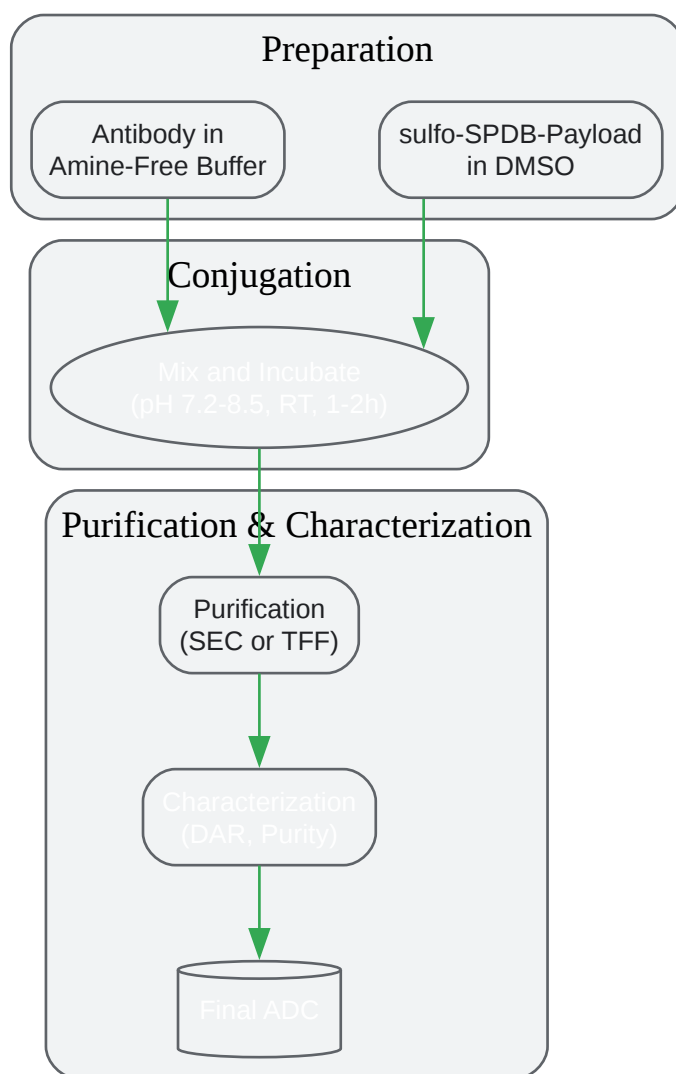 Preparation
Antibody in
Amine-Free Buffer
sulfo-SPDB-Payload
in DMSO
Conjugation
Mix and Incubate
(pH 7.2-8.5, RT, 1-2h)
Purification & Characterization
Purification
(SEC or TFF)
Characterization
(DAR, Purity)
Final ADC